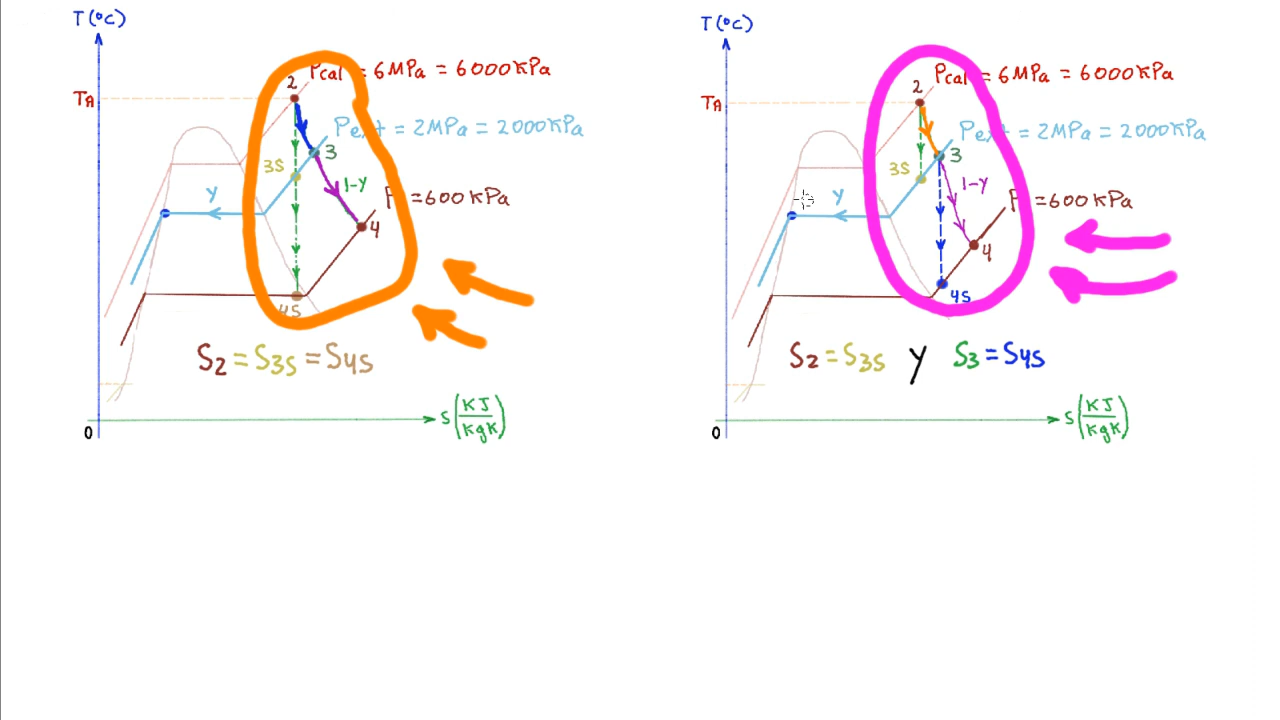 T(°C)
Pcal = 6MPa = 6000KPa
2
TA
Pext = 2MPa = 2000KPa
3
3S
1-Y
Y
P =600KPa
4
4S
S2=S3S=S4S
S(KJ/KgK)
0
T(°C)
Pcal = 6MPa = 6000KPa
2
TA
Pext = 2MPa = 2000KPa
3
3S
1-Y
Y
P =600KPa
4
4S
S2=S3S y S3=S4S
S(KJ/KgK)
0